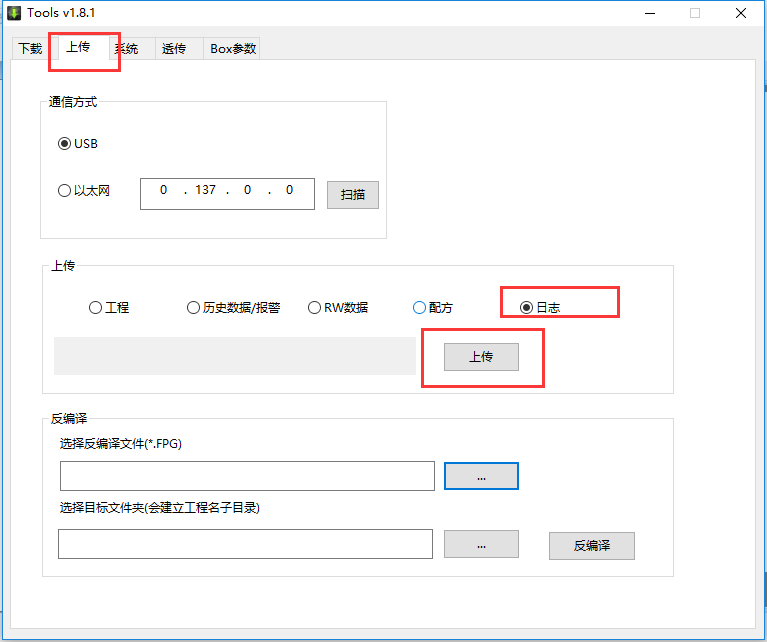 Tools v1.8.1
下载 上传 系统 透传 Box参数
通信方式
USB
以太网 0 . 137 . 0 . 0 扫描
上传
工程 历史数据/报警 RW数据 配方 日志
上传
反编译
选择反编译文件(*.FPG)
...
选择目标文件夹(会建立工程名子目录)
... 反编译